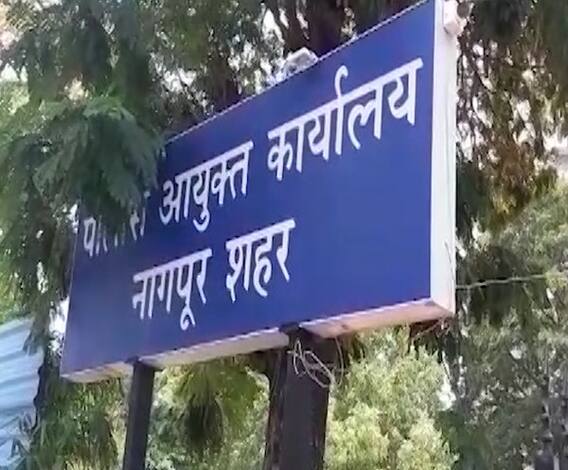 पोलीस आयुक्त कार्यालय
नागपूर शहर